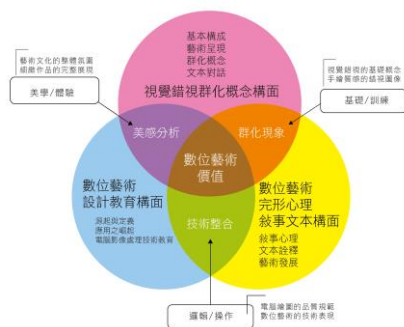 基本構成
藝術呈現
群化概念
文本對話
視覺錯視群化概念構面
藝術文化的整體氛圍
細緻作品的完整展現
美學/體驗
視覺錯視的基礎概念
手繪質感的錯視圖像
基礎/訓練
美感分析
群化現象
數位藝術
價值
數位藝術
設計教育構面
源起與定義
應用之崛起
電腦影像處理技術教育
數位藝術
完形心理
敘事文本構面
敘事心理
文本詮釋
藝術發展
技術整合
邏輯/操作
電腦繪圖的品質規範
數位藝術的技術表現